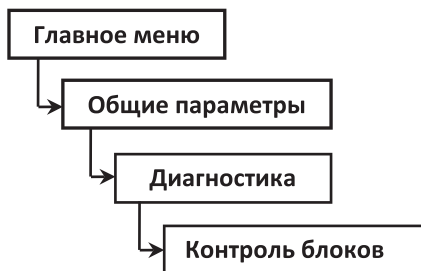 Главное меню
Общие параметры
Диагностика
Контроль блоков